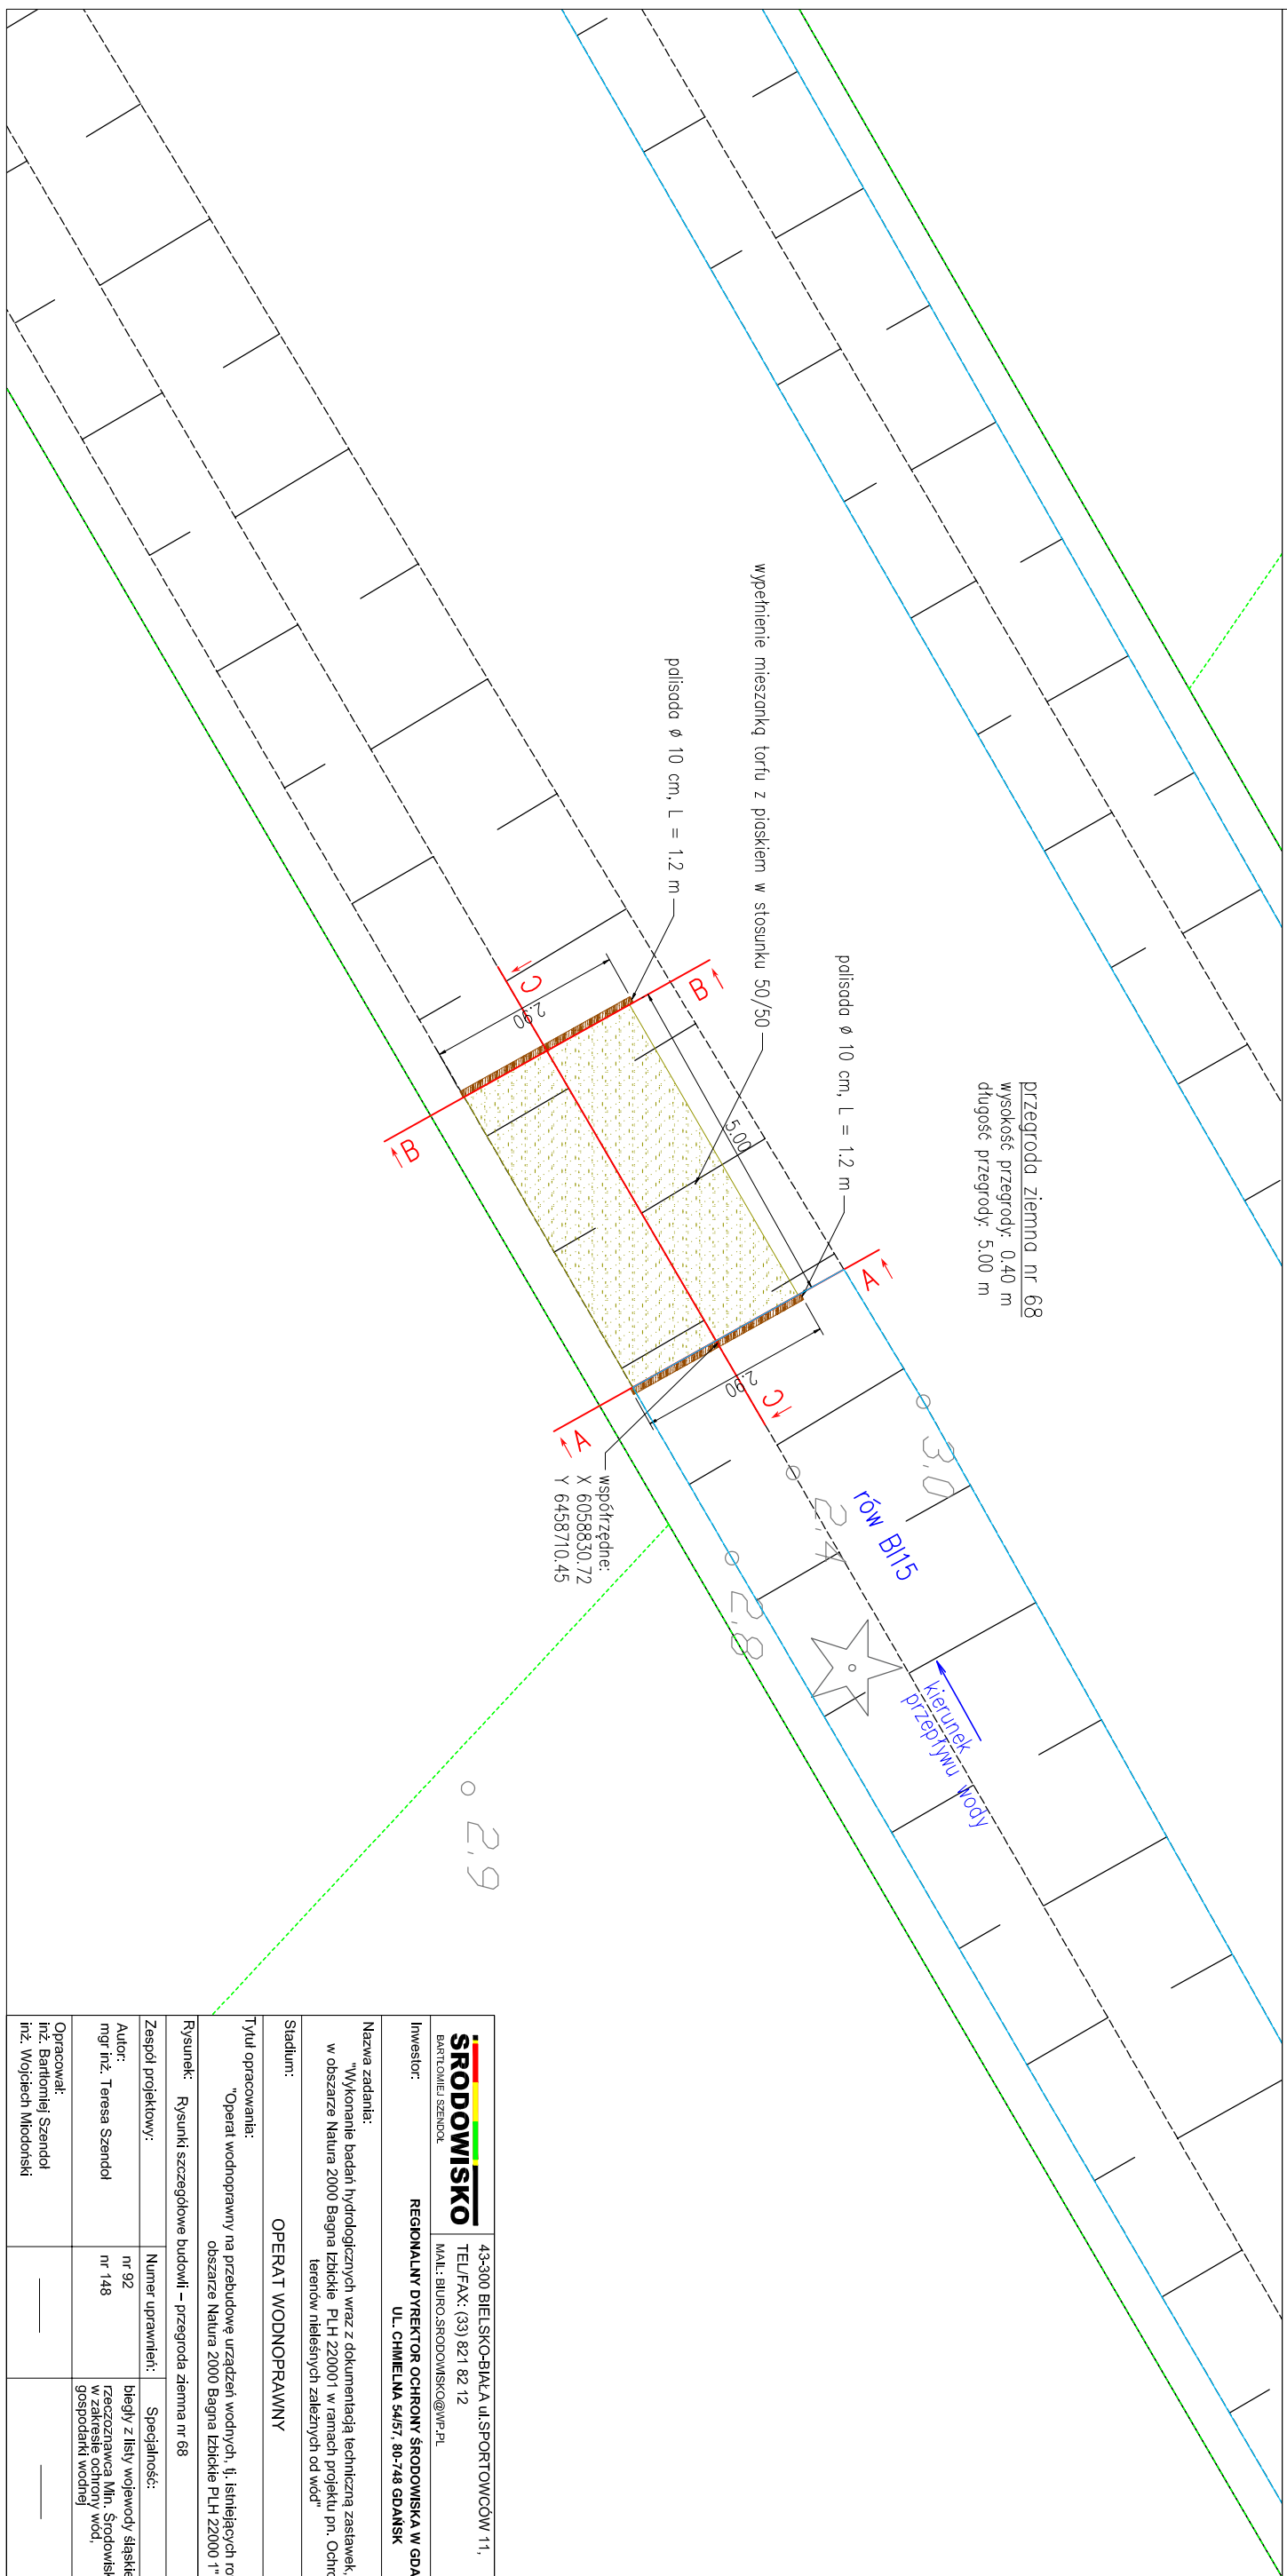 przegroda ziemna nr 68
wysokość przegrody: 0.40 m
długość przegrody: 5.00 m
palisada ø 10 cm, L = 1.2 m
wypełnienie mieszanką torfu z piaskiem w stosunku 50/50
palisada ø 10 cm, L = 1.2 m
B
B
A
A
C
C
2.90
5.00
2.90
współrzędne:
X 6058830.72
Y 6458710.45
3,0
2,4
2,8
2,9
rów BI15
kierunek
przepływu wody
ŚRODOWISKO
BARTŁOMIEJ SZENDOŁ
43-300 BIELSKO-BIAŁA ul.SPORTOWCÓW 11,
TEL/FAX: (33) 821 82 12
MAIL: BIURO.SRODOWISKO@WP.PL
Inwestor:
REGIONALNY DYREKTOR OCHRONY ŚRODOWISKA W GDA
UL. CHMIELNA 54/57, 80-748 GDAŃSK
Nazwa zadania:
"Wykonanie badań hydrologicznych wraz z dokumentacją techniczną zastawek,
w obszarze Natura 2000 Bagna Izbickie PLH 220001 w ramach projektu pn. Ochro
terenów nieleśnych zależnych od wód"
Stadium:
OPERAT WODNOPRAWNY
Tytuł opracowania:
"Operat wodnoprawny na przebudowę urządzeń wodnych, tj. istniejących ro
obszarze Natura 2000 Bagna Izbickie PLH 22000 1"
Rysunek: Rysunki szczegółowe budowli – przegroda ziemna nr 68
Zespół projektowy:
Numer uprawnień:
Specjalność:
Autor:
mgr inż. Teresa Szendoł
nr 92
nr 148
biegły z listy wojewody śląskie
rzeczoznawca Min. Środowisk
w zakresie ochrony wód,
gospodarki wodnej
Opracował:
inż. Bartłomiej Szendoł
inż. Wojciech Miodoński